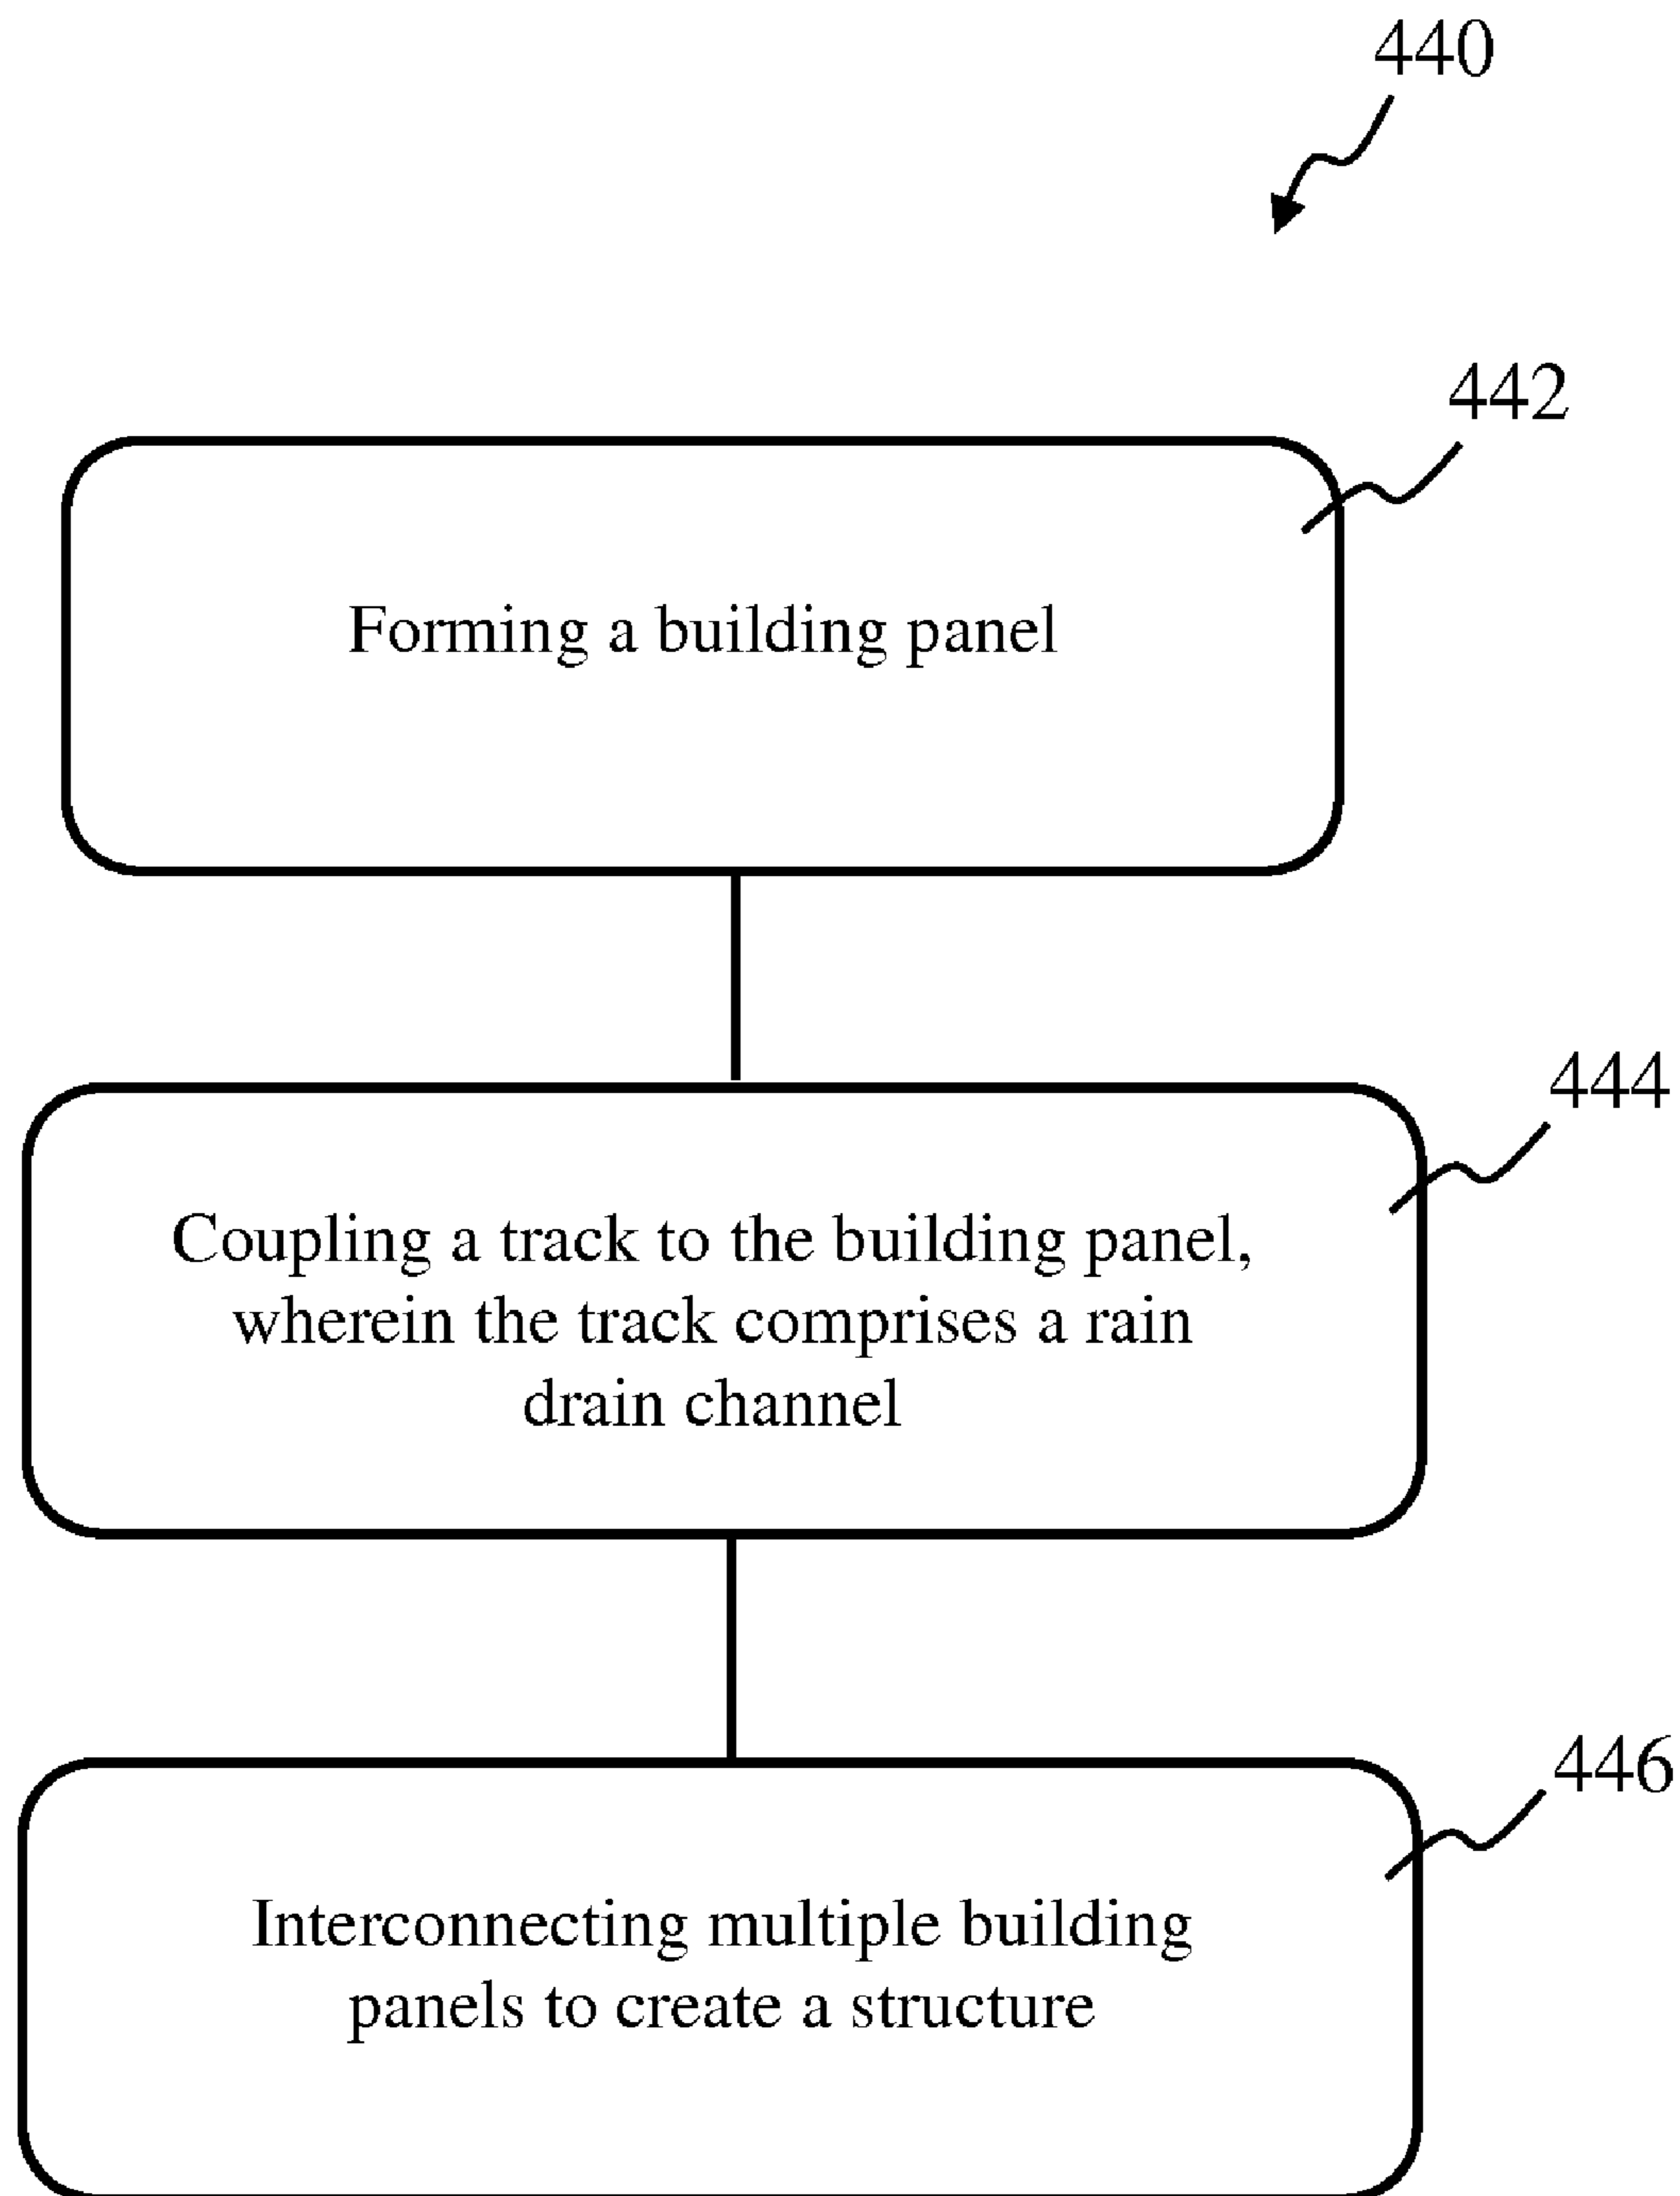 440
442
Forming a building panel
444
Coupling a track to the building panel,
wherein the track comprises a rain
drain channel
446
Interconnecting multiple building
panels to create a structure